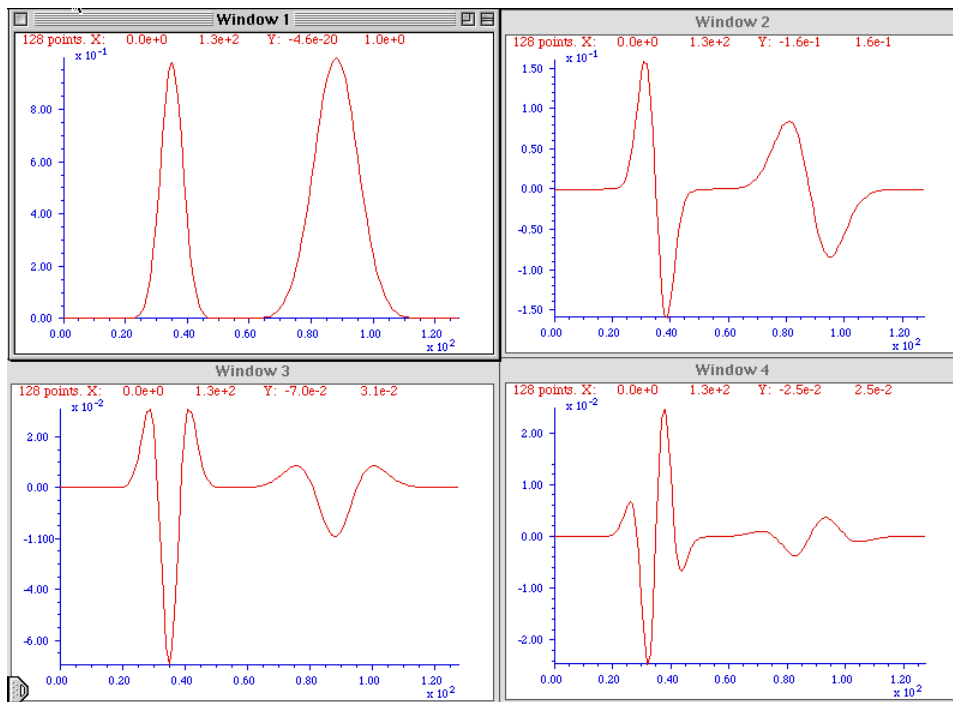 Window 1
128 points. X: 0.0e+0 1.3e+2 Y: -4.6e-20 1.0e+0
x 10-1
8.00
6.00
4.00
2.00
0.00
0.00 0.20 0.40 0.60 0.80 1.00 1.20
x 10 2
Window 2
128 points. X: 0.0e+0 1.3e+2 Y: -1.6e-1 1.6e-1
x 10-1
1.50
1.00
0.50
0.00
-0.50
-1.00
-1.50
0.00 0.20 0.40 0.60 0.80 1.00 1.20
x 10 2
Window 3
128 points. X: 0.0e+0 1.3e+2 Y: -7.0e-2 3.1e-2
x 10-2
2.00
0.00
-1.100
-4.00
-6.00
0.00 0.20 0.40 0.60 0.80 1.00 1.20
x 10 2
Window 4
128 points. X: 0.0e+0 1.3e+2 Y: -2.5e-2 2.5e-2
x 10-2
2.00
1.00
0.00
-1.00
-2.00
0.00 0.20 0.40 0.60 0.80 1.00 1.20
x 10 2